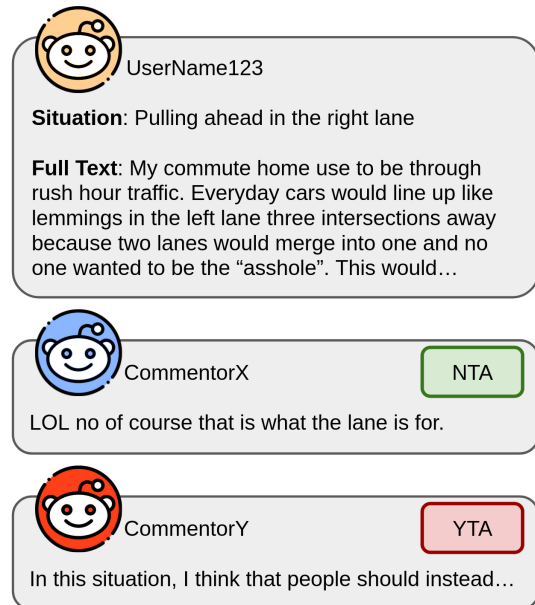 UserName123
Situation: Pulling ahead in the right lane
Full Text: My commute home use to be through
rush hour traffic. Everyday cars would line up like
lemmings in the left lane three intersections away
because two lanes would merge into one and no
one wanted to be the “asshole”. This would…
CommentorX
NTA
LOL no of course that is what the lane is for.
CommentorY
YTA
In this situation, I think that people should instead…